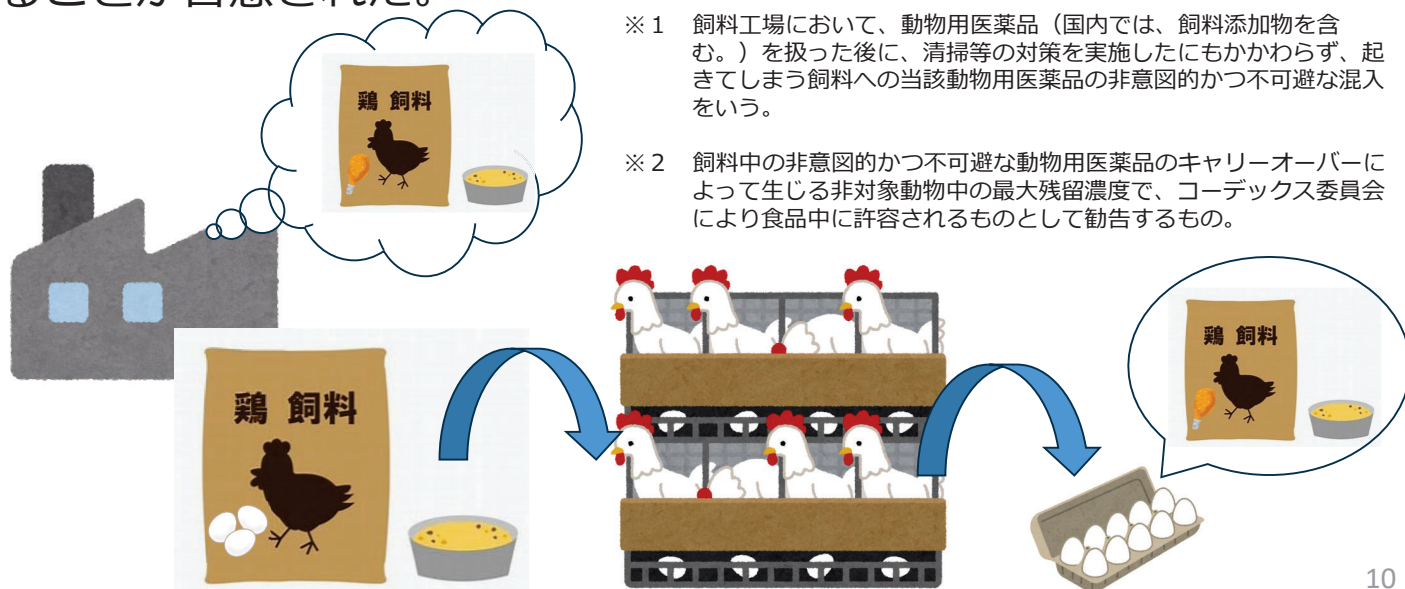 ることが合意された。
※１　飼料工場において、動物用医薬品（国内では、飼料添加物を含
む。）を扱った後に、清掃等の対策を実施したにもかかわらず、起
きてしまう飼料への当該動物用医薬品の非意図的かつ不可避な混入
をいう。
※２　飼料中の非意図的かつ不可避な動物用医薬品のキャリーオーバーに
よって生じる非対象動物中の最大残留濃度で、コーデックス委員会
により食品中に許容されるものとして勧告するもの。
鶏 飼料
鶏 飼料
鶏 飼料
10